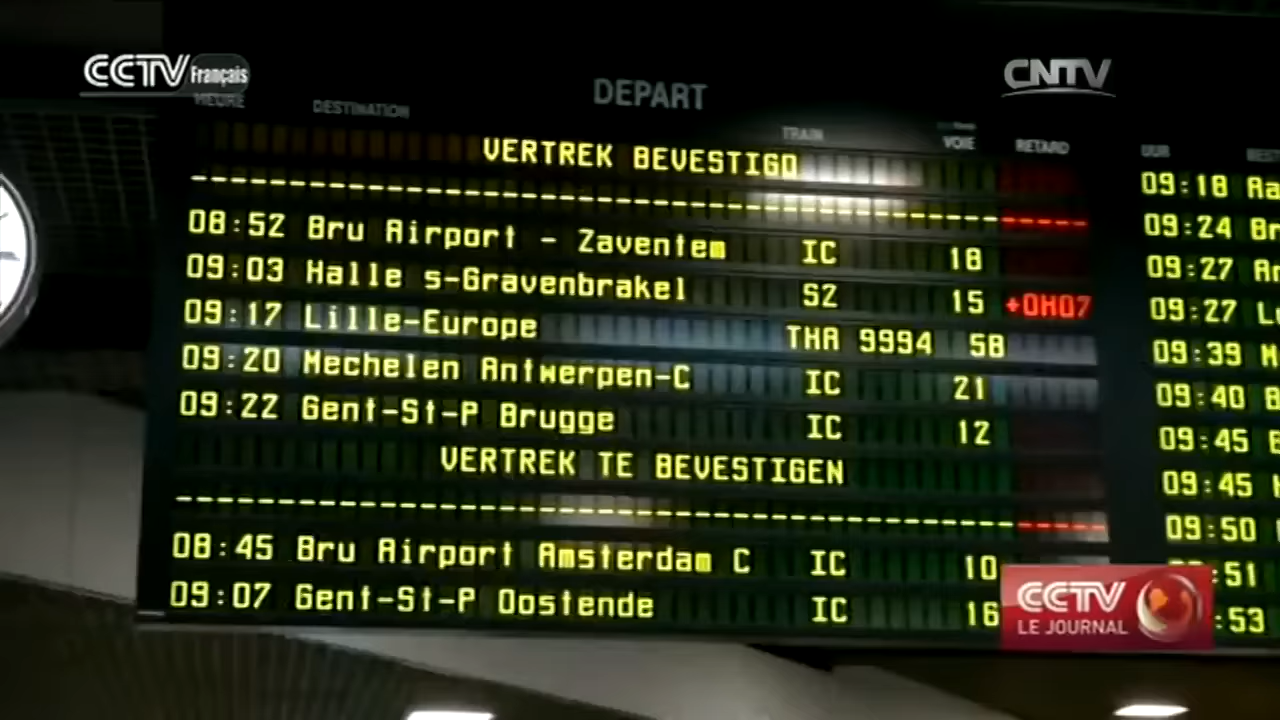 CCTV Français
CNTV
DEPART
HEURE DESTINATION TRAIN VOIE RETARD
VERTREK BEVESTIGD
08:52 Bru Airport - Zaventem IC 18
09:03 Halle s-Gravenbrakel S2 15 +0H07
09:17 Lille-Europe THA 9994 5B
09:20 Mechelen Antwerpen-C IC 21
09:22 Gent-St-P Brugge IC 12
VERTREK TE BEVESTIGEN
08:45 Bru Airport Amsterdam C IC 10
09:07 Gent-St-P Oostende IC 16
UUR
09:18
09:24
09:27
09:27
09:39
09:40
09:45
09:45
09:50
:51
:53
CCTV
LE JOURNAL